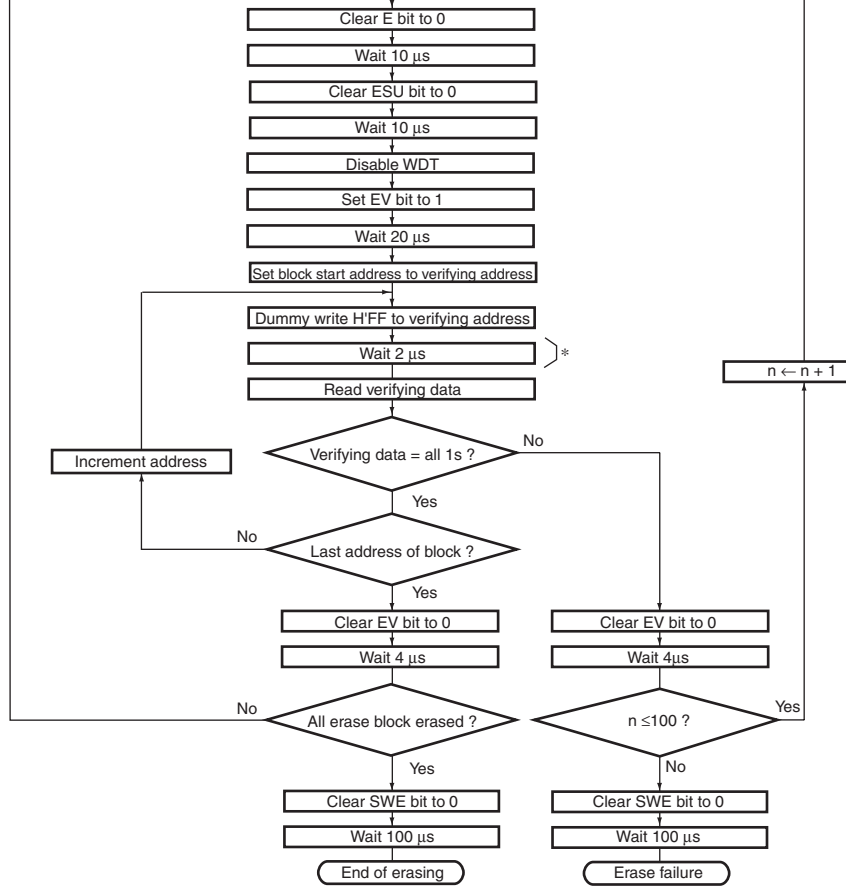 Clear E bit to 0
Wait 10 μs
Clear ESU bit to 0
Wait 10 μs
Disable WDT
Set EV bit to 1
Wait 20 μs
Set block start address to verifying address
Dummy write H'FF to verifying address
Wait 2 μs
*
n ← n + 1
Read verifying data
Verifying data = all 1s ?
No
Increment address
Yes
No
Last address of block ?
Yes
Clear EV bit to 0
Clear EV bit to 0
Wait 4 μs
Wait 4μs
No
All erase block erased ?
n ≤100 ?
Yes
Yes
No
Clear SWE bit to 0
Clear SWE bit to 0
Wait 100 μs
Wait 100 μs
End of erasing
Erase failure